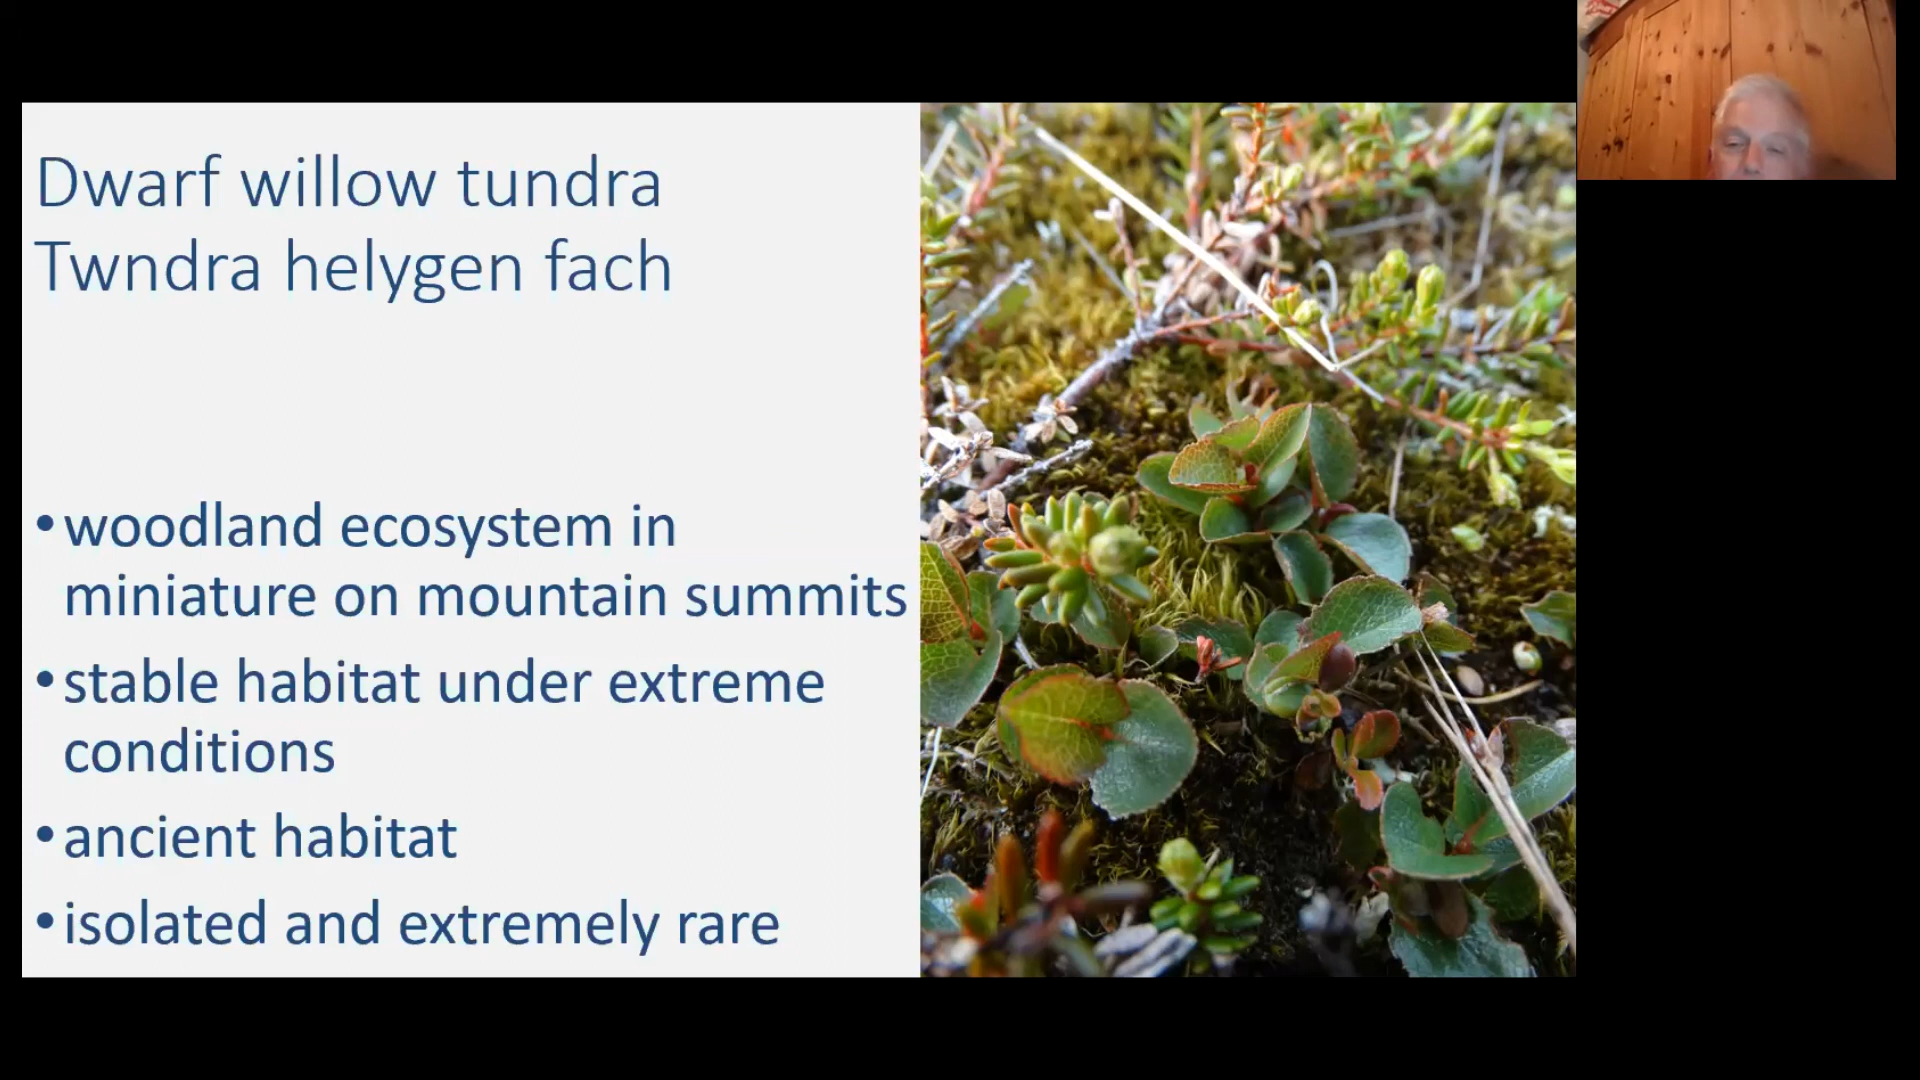 Dwarf willow tundra
Twndra helygen fach
•woodland ecosystem in
miniature on mountain summits
•stable habitat under extreme
conditions
•ancient habitat
•isolated and extremely rare